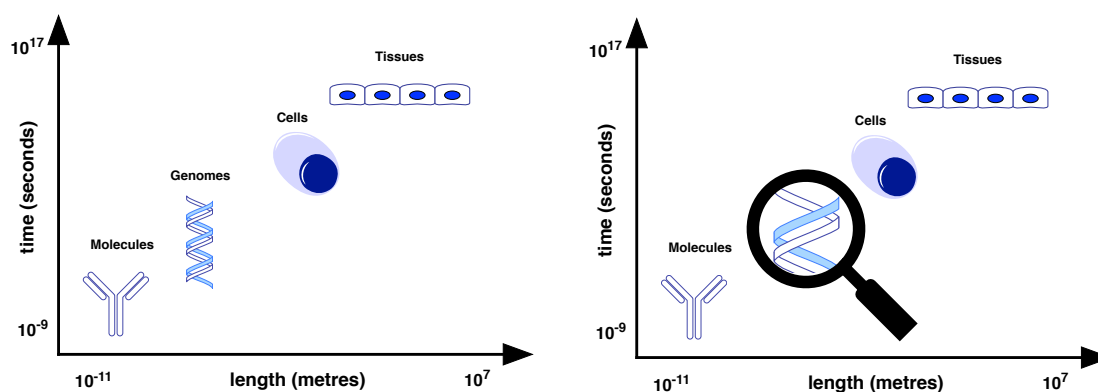 10^17
Tissues
Cells
Genomes
Molecules
time (seconds)
10^-9
10^-11
length (metres)
10^7
10^17
Tissues
Cells
Molecules
time (seconds)
10^-9
10^-11
length (metres)
10^7